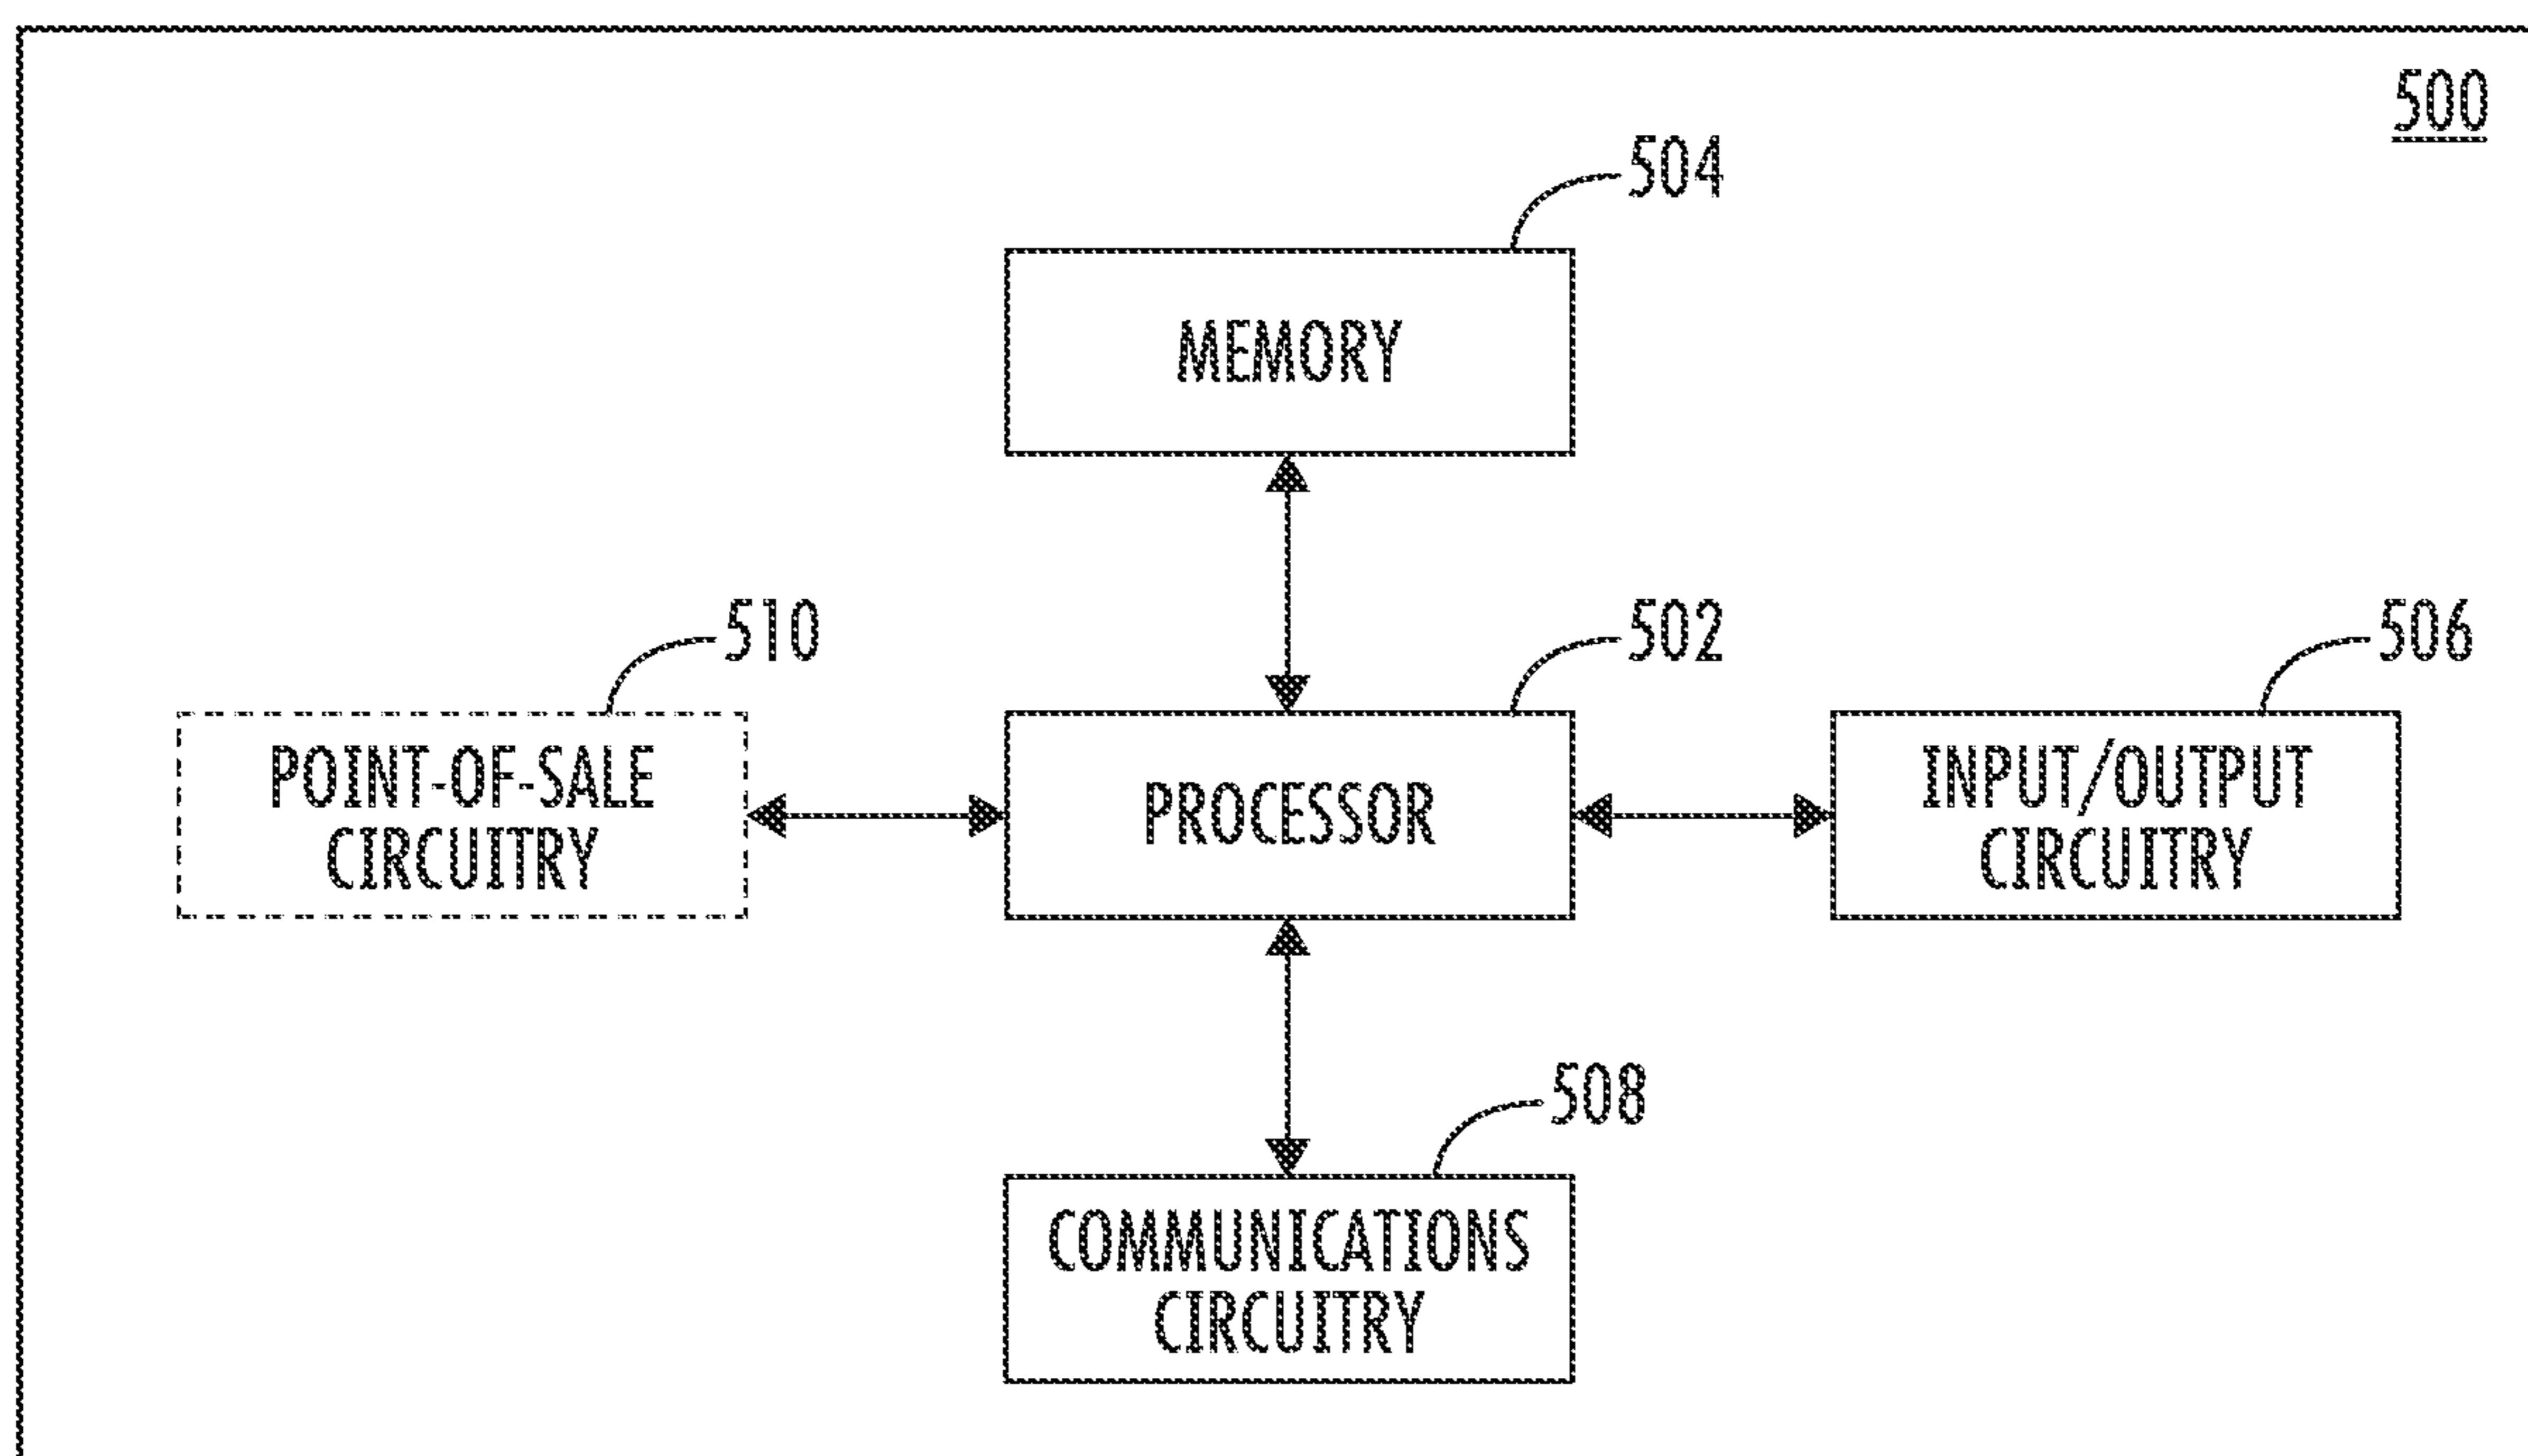 500
504
MEMORY
510
502
506
POINT-OF-SALE
CIRCUITRY
PROCESSOR
INPUT/OUTPUT
CIRCUITRY
508
COMMUNICATIONS
CIRCUITRY